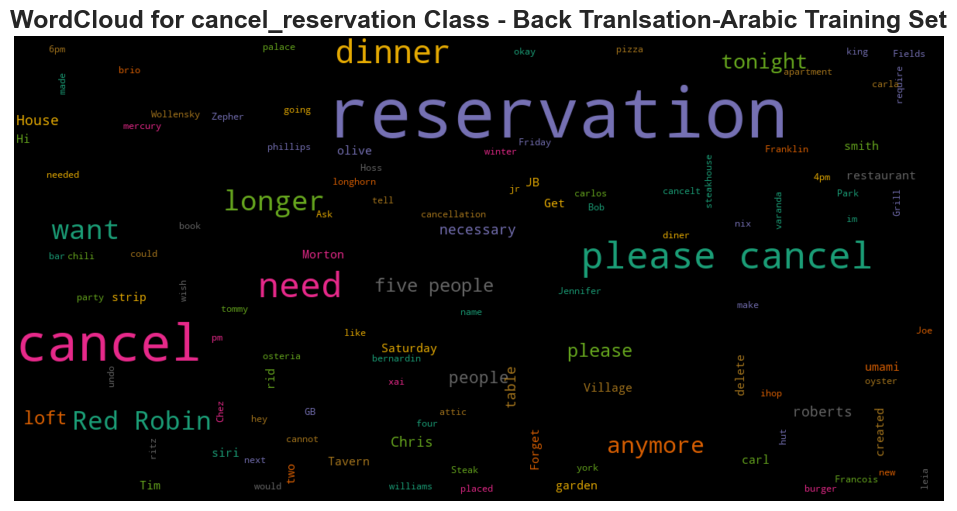 WordCloud for cancel_reservation Class - Back Tranlsation-Arabic Training Set
6pm
palace
dinner
okay
pizza
king
Fields
tonight
brio
apartment
made
carla
require
reservation
House
Wollensky
Zepher
going
mercury
Hi
phillips
olive
winter
Friday
Franklin
smith
needed
Hoss
longhorn
JB
jr
steakhouse
4pm
restaurant
cancelt
Park
Grill
longer
tell
carlos
Get
Bob
varanda
Ask
cancellation
im
want
book
necessary
nix
diner
bar
chili
could
Morton
please cancel
need
five people
Jennifer
party
strip
wish
tommy
name
make
cancel
pm
like
Saturday
please
Joe
osteria
bernardin
undo
rid
xai
people
table
Village
delete
ihop
umami
oyster
loft
Red Robin
Chez
hey
GB
attic
four
roberts
created
hut
anymore
ritz
siri
next
cannot
two
Tavern
Chris
Forget
Steak
york
carl
new
Francois
leia
Tim
would
williams
placed
garden
burger